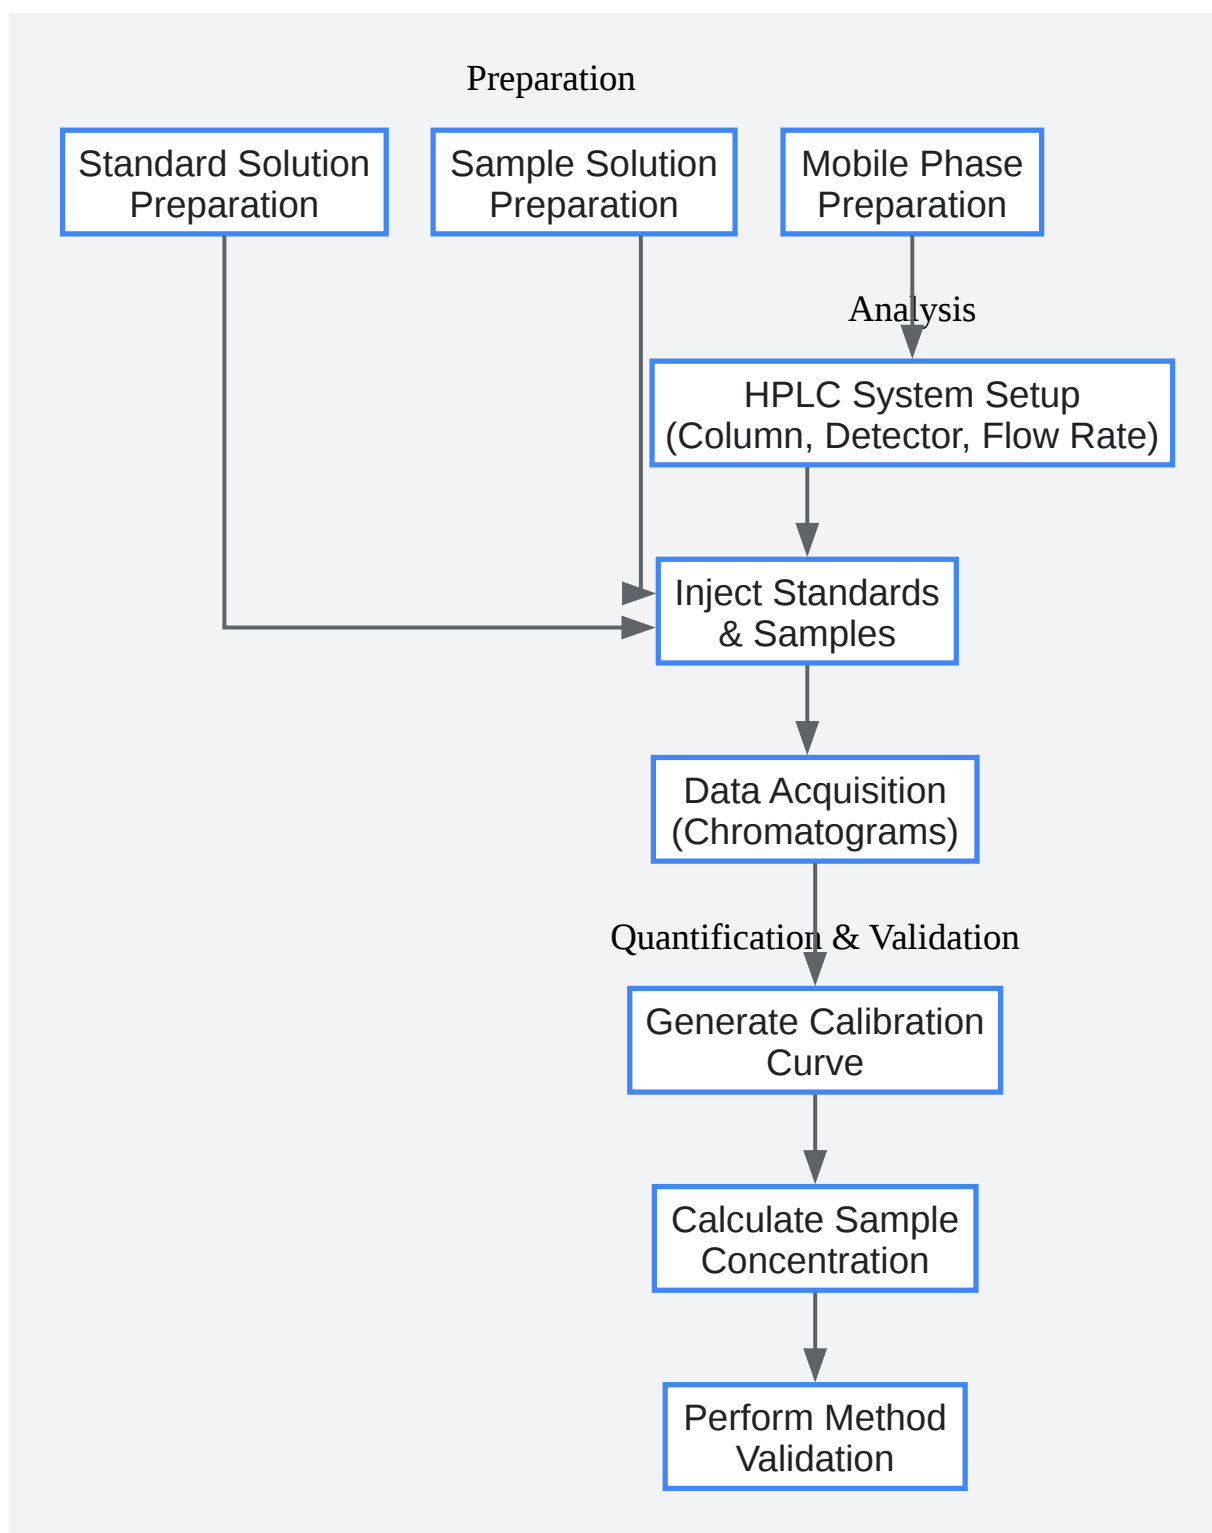 Preparation
Standard Solution
Preparation
Sample Solution
Preparation
Mobile Phase
Preparation
Analysis
HPLC System Setup
(Column, Detector, Flow Rate)
Inject Standards
& Samples
Data Acquisition
(Chromatograms)
Quantification & Validation
Generate Calibration
Curve
Calculate Sample
Concentration
Perform Method
Validation